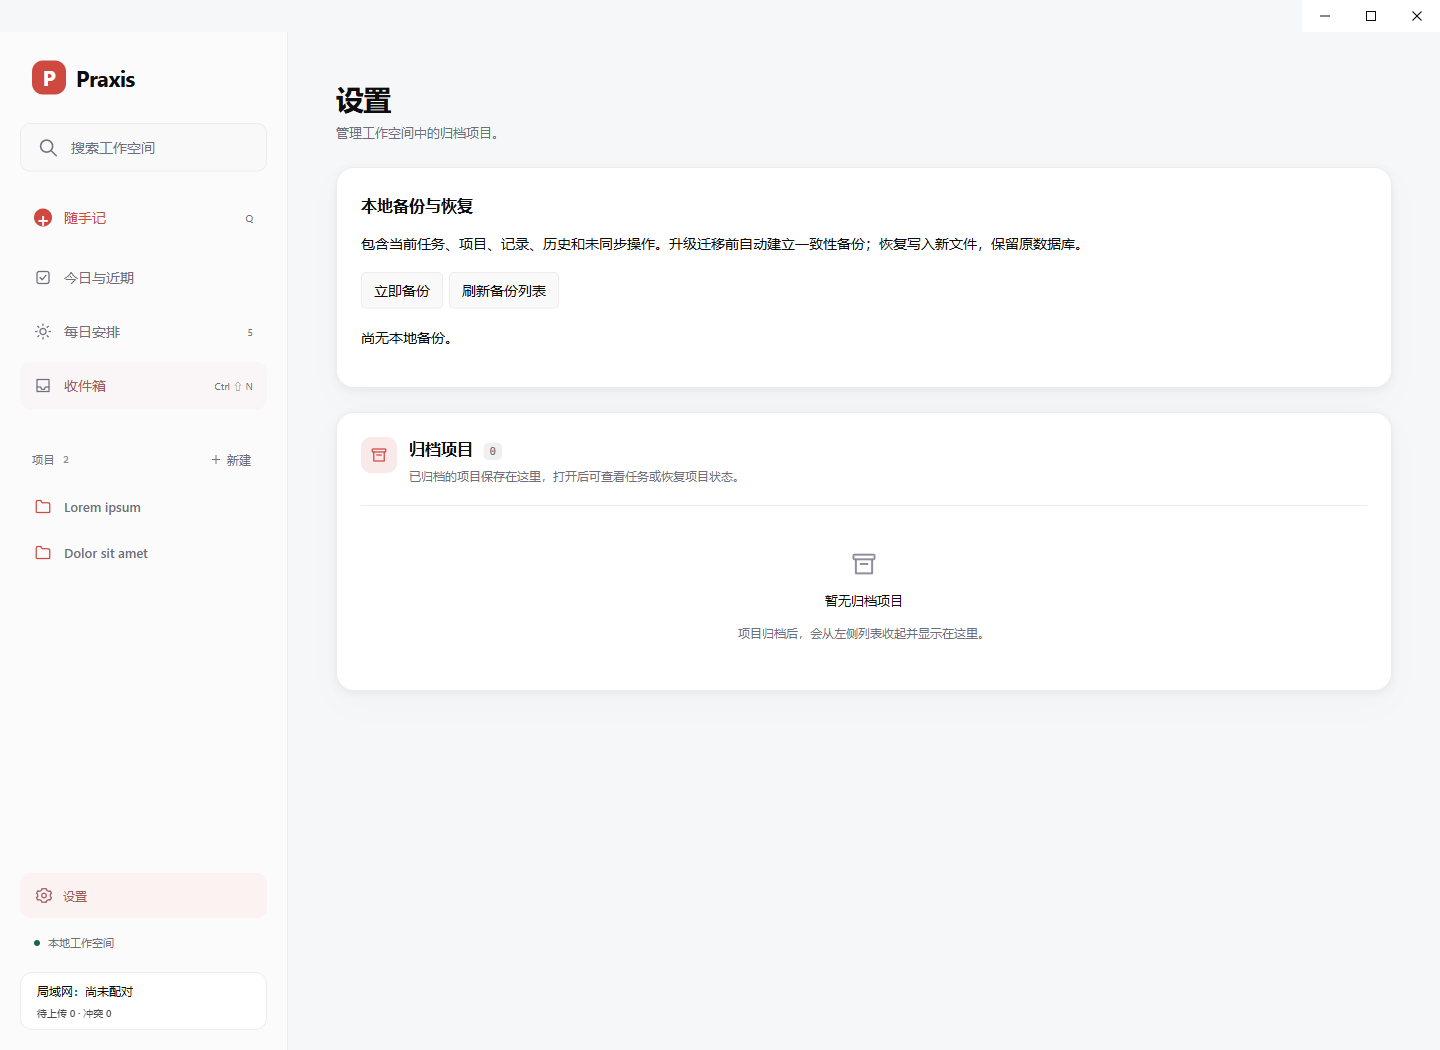 P Praxis
搜索工作空间
随手记 Q
今日与近期
每日安排 5
收件箱 Ctrl ⇧ N
项目 2 + 新建
Lorem ipsum
Dolor sit amet
设置
本地工作空间
局域网：尚未配对
待上传 0 · 冲突 0
设置
管理工作空间中的归档项目。
本地备份与恢复
包含当前任务、项目、记录、历史和未同步操作。升级迁移前自动建立一致性备份；恢复写入新文件，保留原数据库。
立即备份 刷新备份列表
尚无本地备份。
归档项目 0
已归档的项目保存在这里，打开后可查看任务或恢复项目状态。
暂无归档项目
项目归档后，会从左侧列表收起并显示在这里。